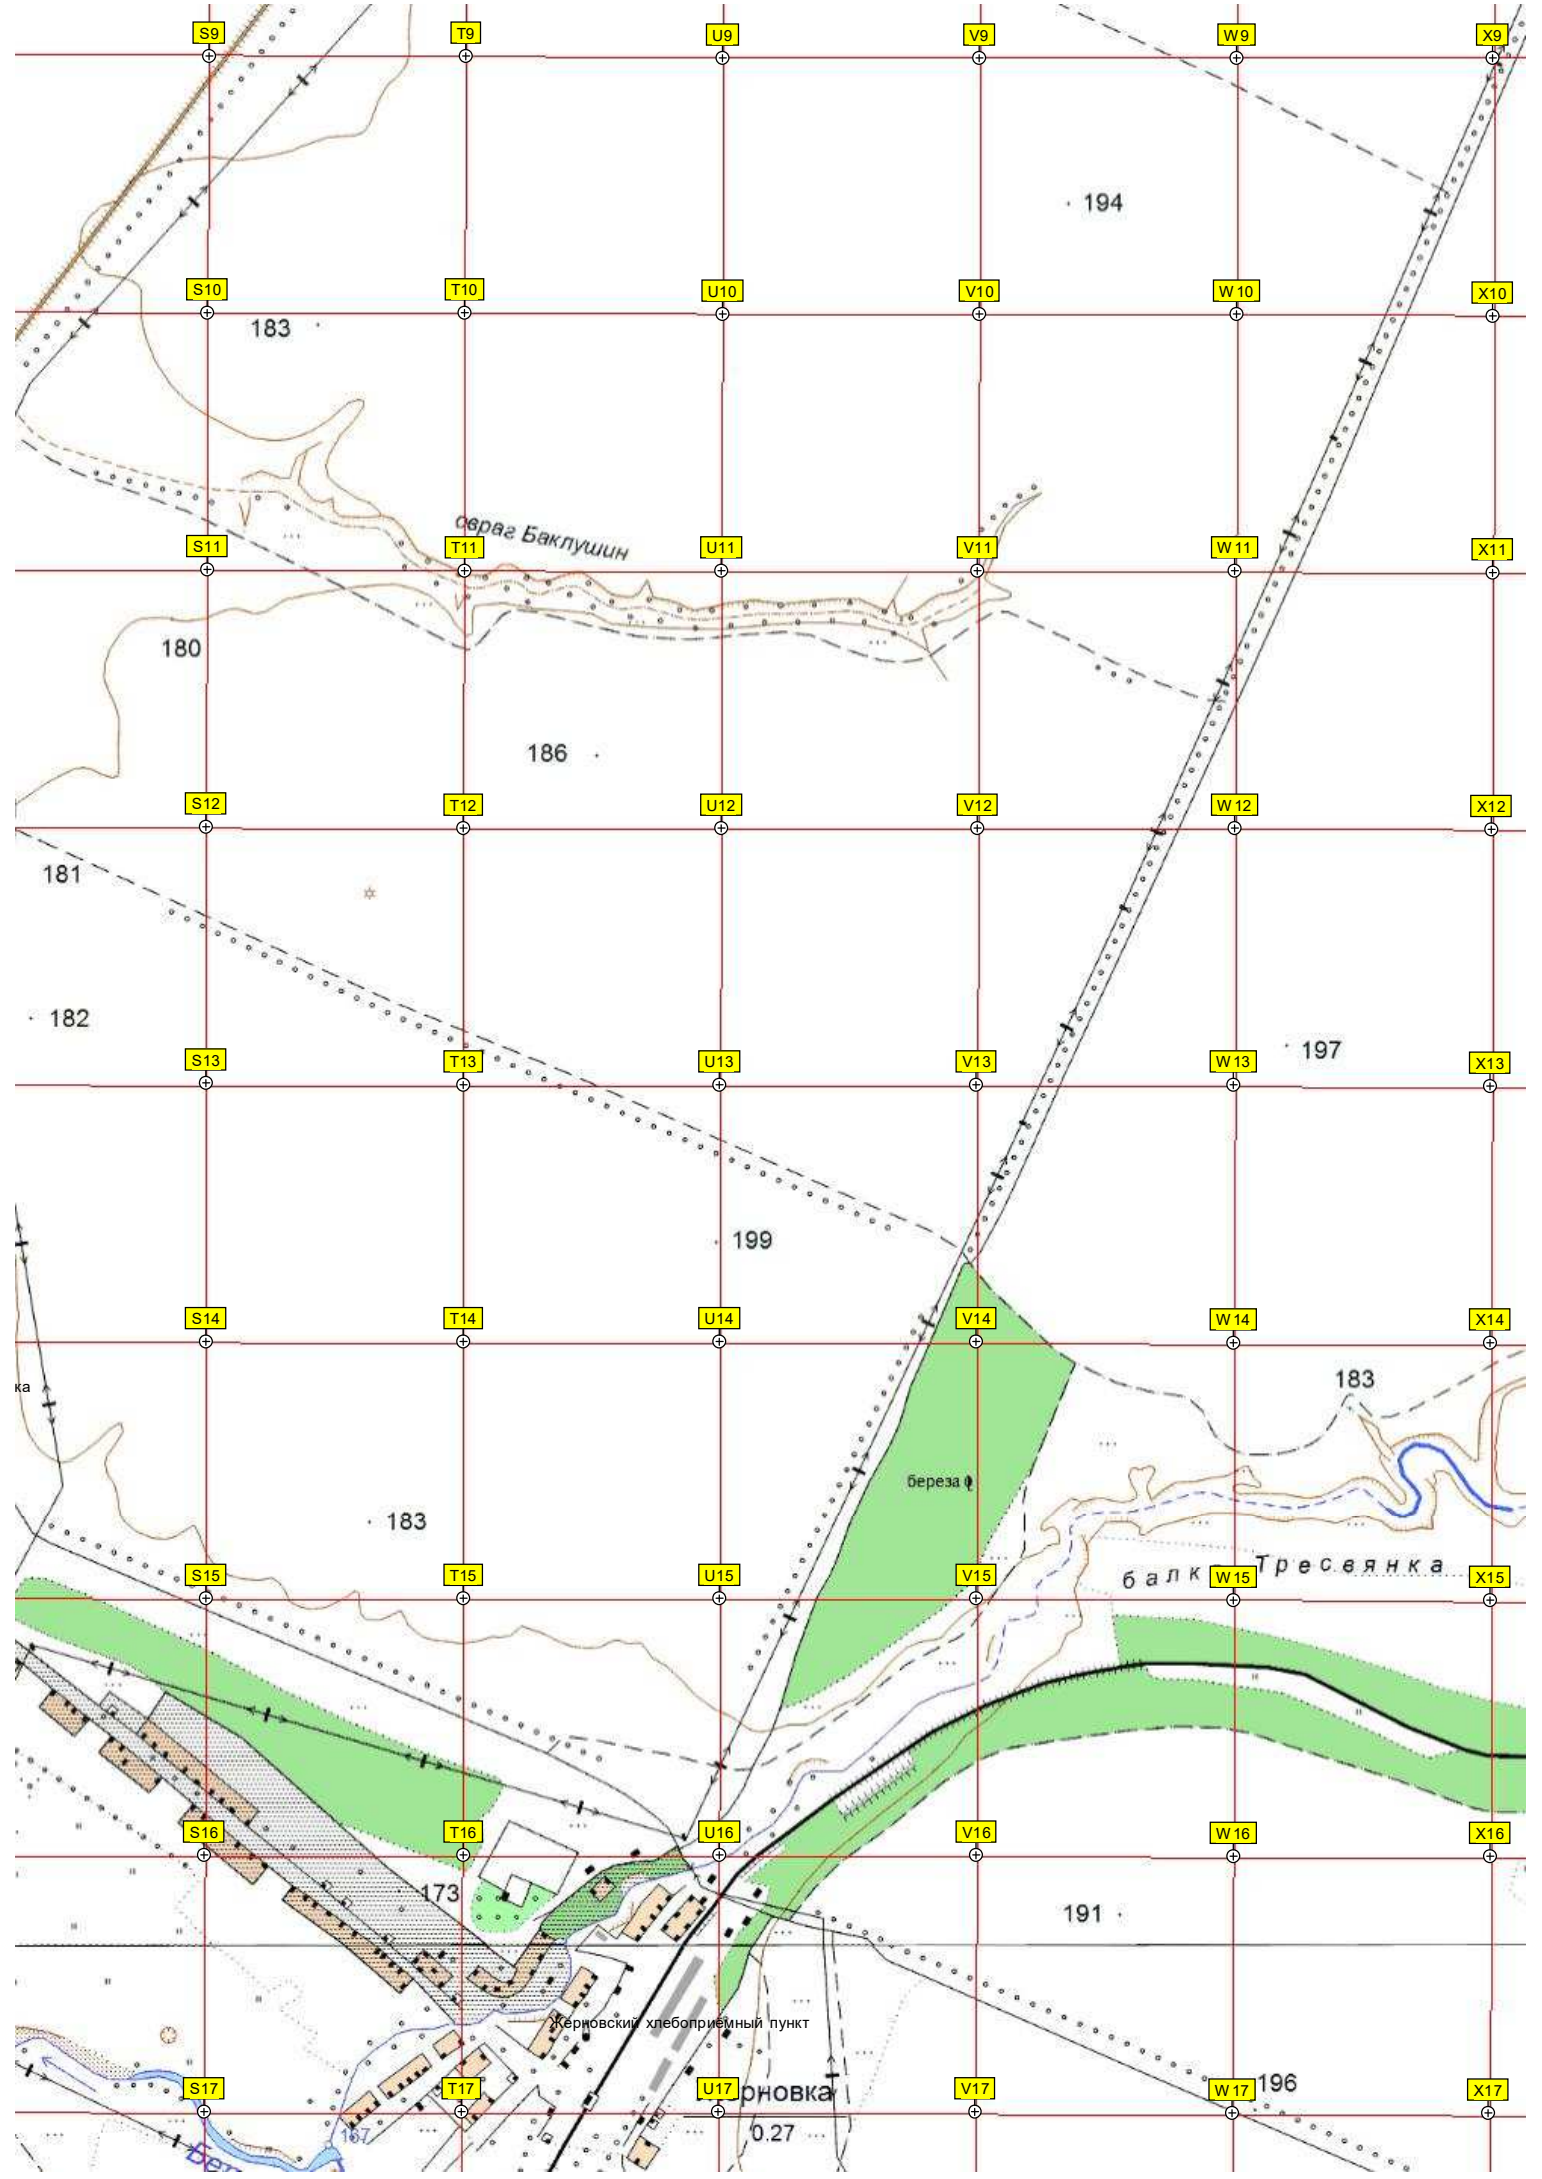 S9 T9 U9 V9 W9 X9
194
S10 T10 U10 V10 W10 X10
183
овраг Баклушин
S11 T11 U11 V11 W11 X11
180
186
S12 T12 U12 V12 W12 X12
181
182
197
S13 T13 U13 V13 W13 X13
199
S14 T14 U14 V14 W14 X14
ка
183
береза
183
балк Тресвянка
S15 T15 U15 V15 W15 X15
S16 T16 U16 V16 W16 X16
173
191
Жерновский хлебоприемный пункт
S17 T17 U17 V17 W17 X17
рновка
196
0.27
167